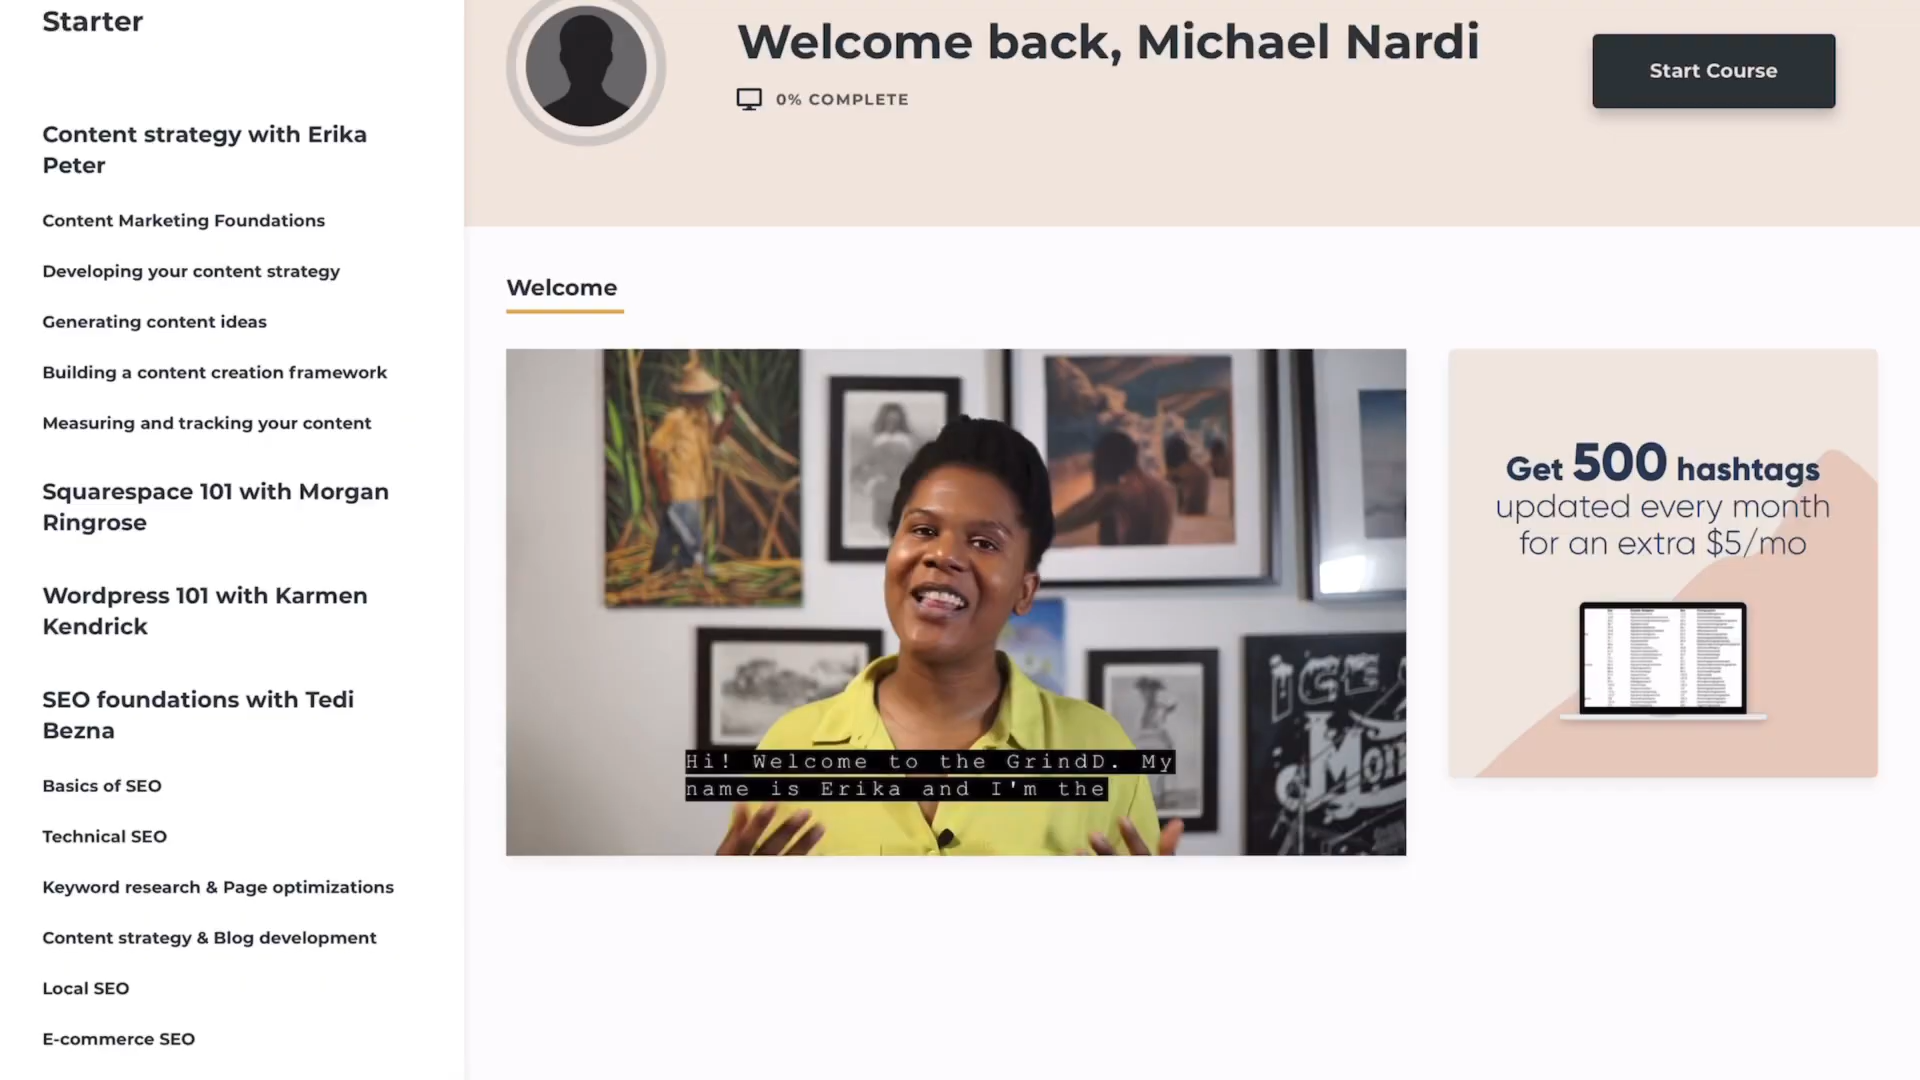 Starter
Content strategy with Erika
Peter
Content Marketing Foundations
Developing your content strategy
Generating content ideas
Building a content creation framework
Measuring and tracking your content
Squarespace 101 with Morgan
Ringrose
Wordpress 101 with Karmen
Kendrick
SEO foundations with Tedi
Bezna
Basics of SEO
Technical SEO
Keyword research & Page optimizations
Content strategy & Blog development
Local SEO
E-commerce SEO
Welcome back, Michael Nardi
0% COMPLETE
Start Course
Welcome
ICE
Hi! Welcome to the GrindD. My
name is Erika and I'm the
Get 500 hashtags
updated every month
for an extra $5/mo